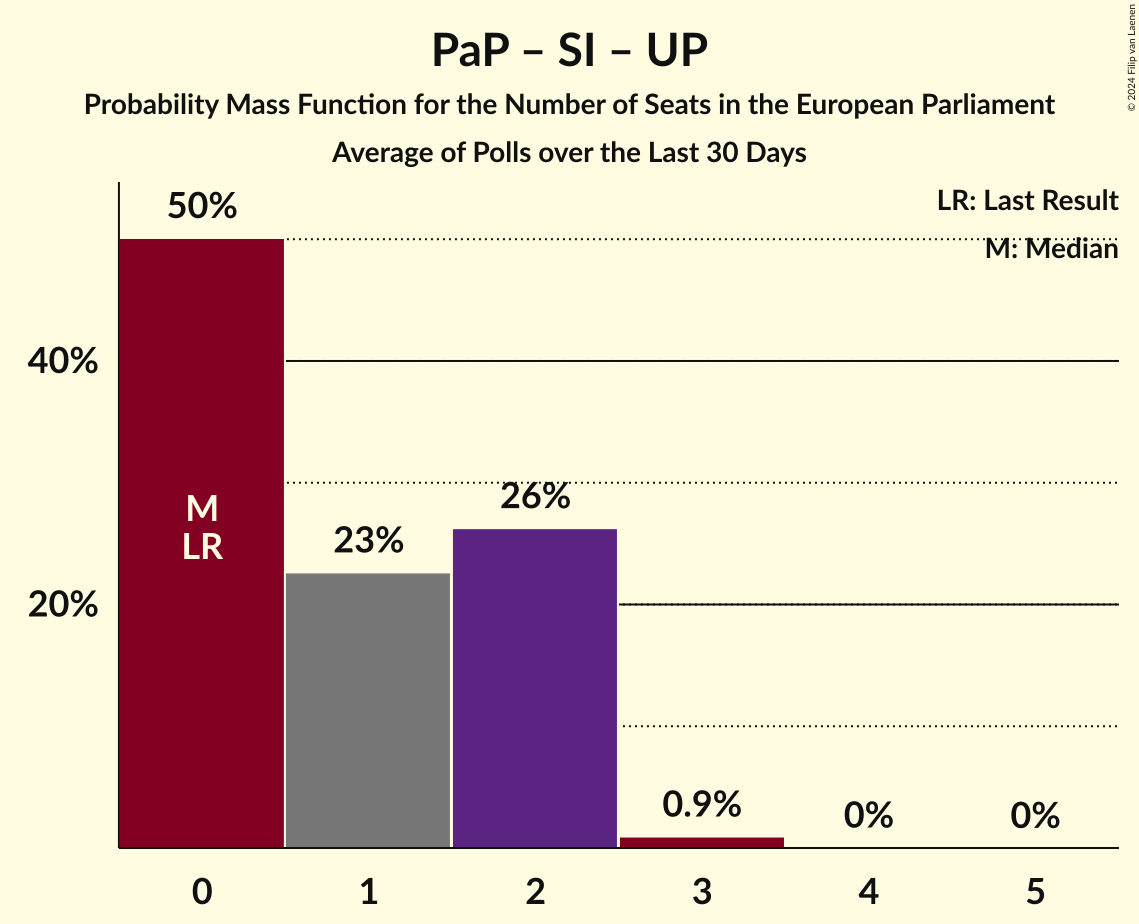 PaP – SI – UP
Probability Mass Function for the Number of Seats in the European Parliament
Average of Polls over the Last 30 Days
© 2024 Filip van Laenen
LR: Last Result
M: Median
50%
40%
M
LR
26%
23%
20%
0.9%
0%
0%
0 1 2 3 4 5